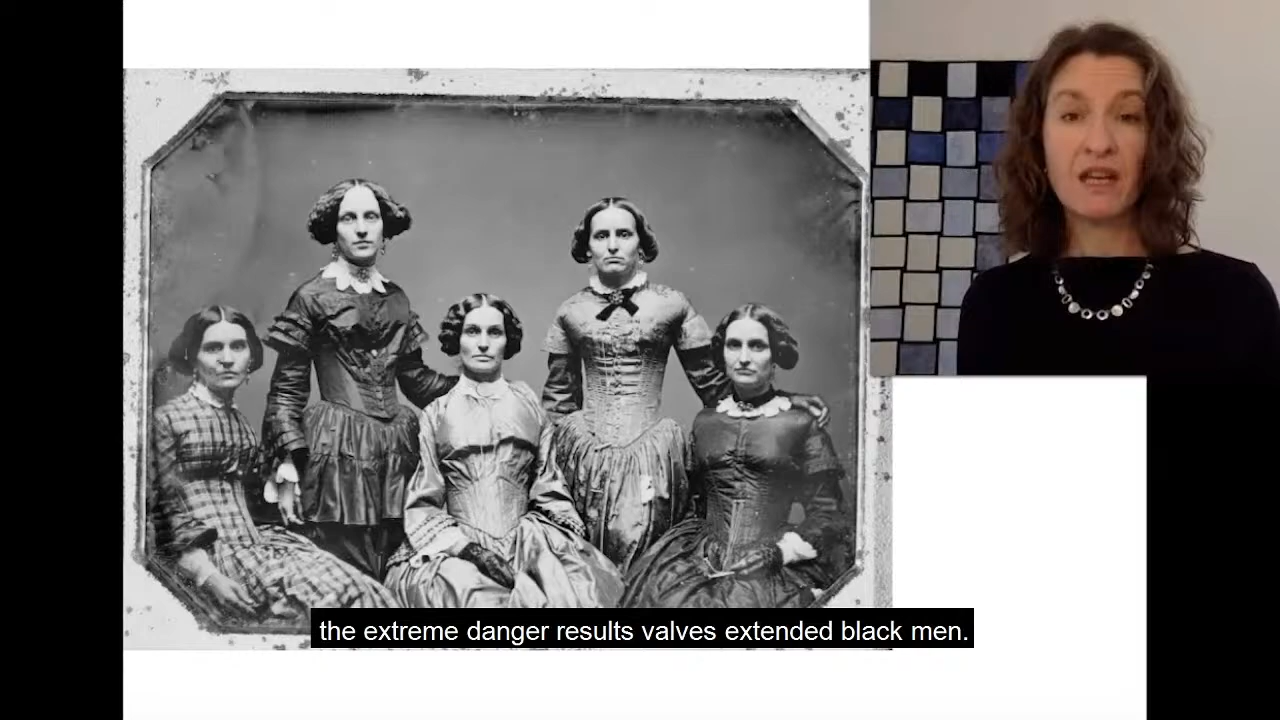 the extreme danger results valves extended black men.